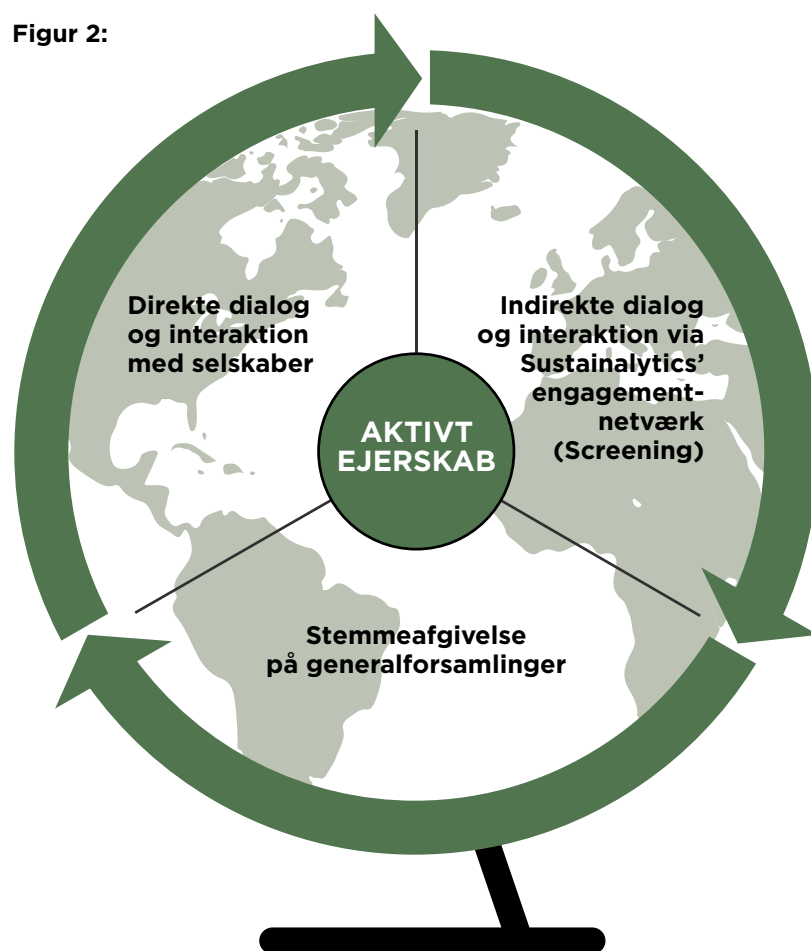 Figur 2:
Direkte dialog
og interaktion
med selskaber
Indirekte dialog
og interaktion via
Sustainalytics’
engagement-
netværk
(Screening)
AKTIVT
EJERSKAB
Stemmeafgivelse
på generalforsamlinger